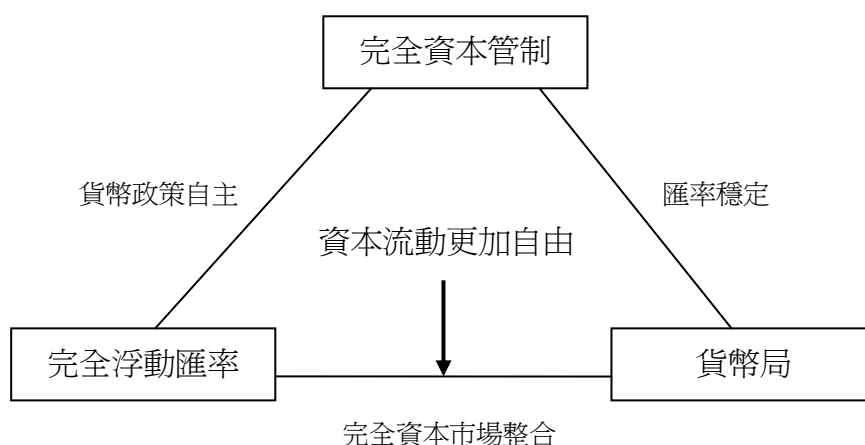 完全資本管制
貨幣政策自主
匯率穩定
資本流動更加自由
完全浮動匯率
貨幣局
完全資本市場整合